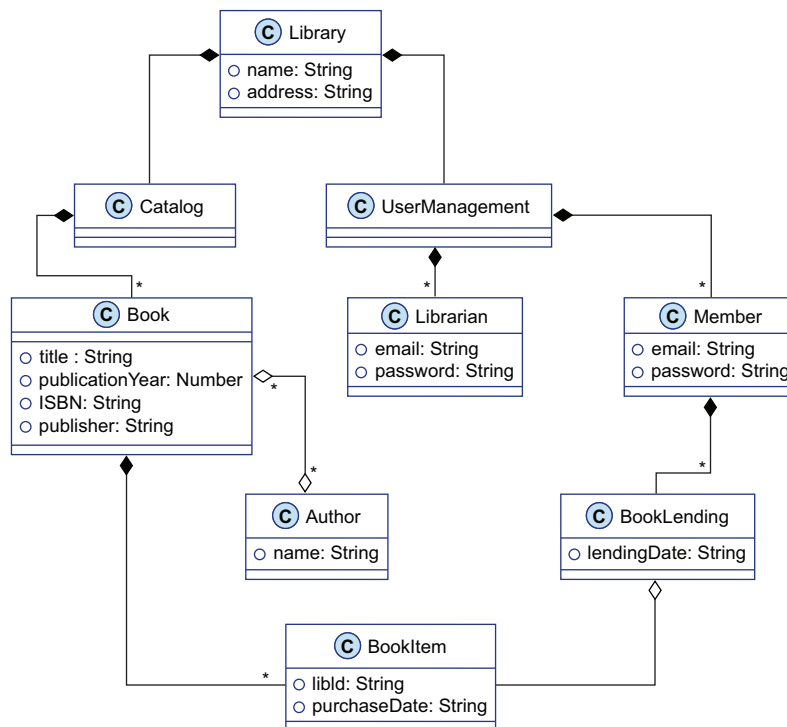 C Library
name: String
address: String
C Catalog
C UserManagement
*
*
*
C Book
title : String
publicationYear: Number
ISBN: String
publisher: String
C Librarian
email: String
password: String
C Member
email: String
password: String
*
*
*
C Author
name: String
C BookLending
lendingDate: String
*
C BookItem
libId: String
purchaseDate: String